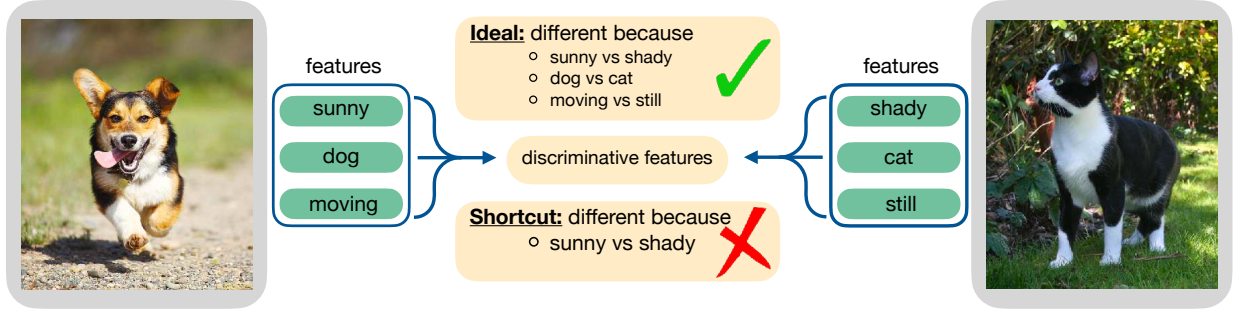 features
sunny
dog
moving
Ideal: different because
sunny vs shady
dog vs cat
moving vs still
discriminative features
Shortcut: different because
sunny vs shady
features
shady
cat
still